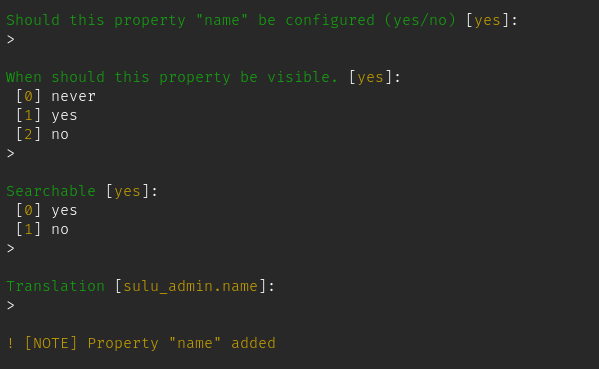 Should this property "name" be configured (yes/no) [yes]:
>
When should this property be visible. [yes]:
[0] never
[1] yes
[2] no
>
Searchable [yes]:
[0] yes
[1] no
>
Translation [sulu_admin.name]:
>
! [NOTE] Property "name" added